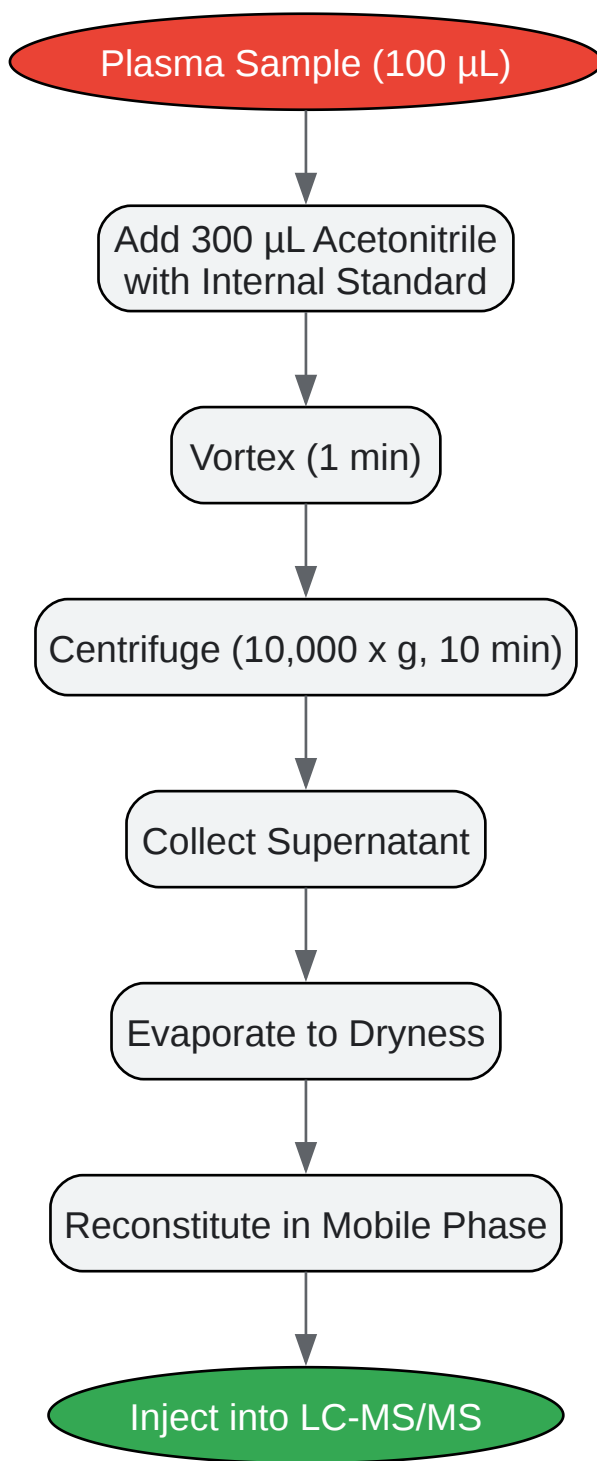 Plasma Sample (100 µL)
Add 300 µL Acetonitrile
with Internal Standard
Vortex (1 min)
Centrifuge (10,000 x g, 10 min)
Collect Supernatant
Evaporate to Dryness
Reconstitute in Mobile Phase
Inject into LC-MS/MS